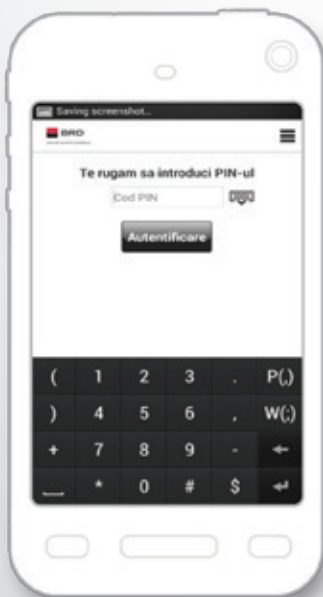 Saving screenshot...
BRD
Te rugam sa introduci PIN-ul
Cod PIN
Autentificare
( 1 2 3 . P(,)
) 4 5 6 , W(;)
+ 7 8 9 -
* 0 # $